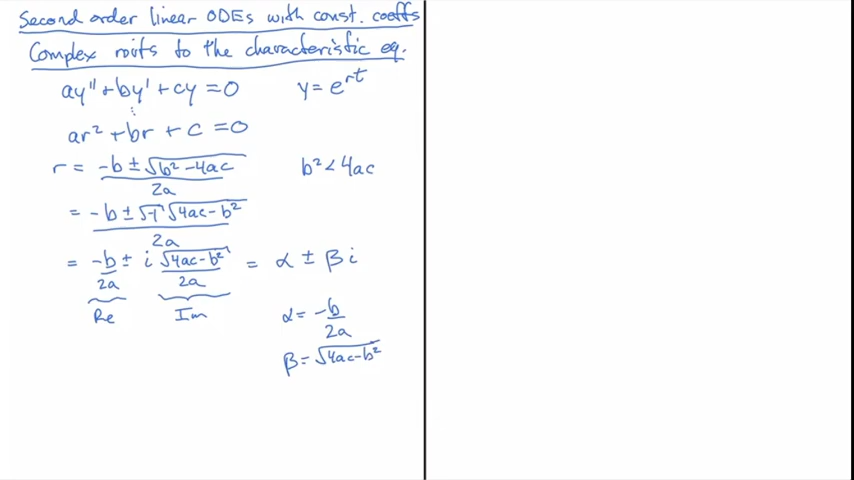 Second order linear ODEs with const. coeffs
Complex roots to the characteristic eq.
ay'' + by' + cy = 0 y = e^{rt}
⋮
ar² + br + c = 0
r = (-b ± √(b² - 4ac)) / 2a b² < 4ac
= (-b ± √-1 √(4ac - b²)) / 2a
= -b/2a ± i √(4ac - b²)/2a = α ± β i
Re Im
α = -b/2a
β = √(4ac - b²)